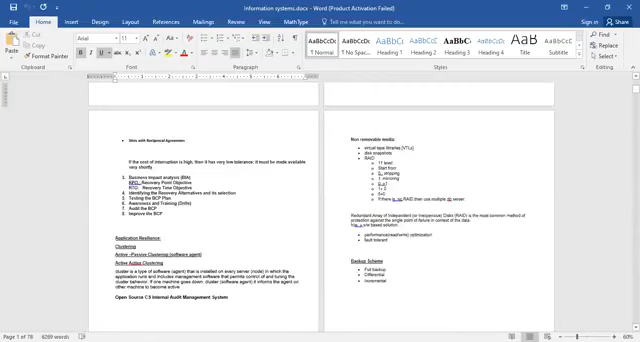 Information systems.docx - Word (Product Activation Failed)
File Home Insert Design Layout References Mailings Review View MathType Tell me what you want to do... Sign in Share
Paste
Cut
Copy
Format Painter
Clipboard
Font
Paragraph
AaBbCcDc AaBbCcDc AaBbCc AaBbCcC
¶ Normal ¶ No Spac... Heading 1 Heading 2 Heading 3 Heading 4 Title Subtitle
Styles
Find
Replace
Select
Editing
Sites with Reciprocal Agreements
If the cost of interruption is high, then it has very low tolerance; it must be made available
very shortly
3. Business Impact analysis (BIA)
RPO: Recovery Point Objective
RTO: Recovery Time Objective
4. Identifying the Recovery Alternatives and its selection
5. Testing the BCP Plan
6. Awareness and Training (Drills)
7. Audit the BCP
8. Improve the BCP
Application Resilience:
Clustering
Active –Passive Clustering (software agent)
Active Action Clustering
cluster is a type of software (agent) that is installed on every server (node) in which the
application runs and includes management software that permits control of and tuning the
cluster behavior. If one machine goes down. cluster (software agent) it informs the agent on
other machine to become active
Open Source CS Internal Audit Management System
Non removable media:
virtual tape libraries [VTLs]
disk snapshots
RAID
11 level
Start from
stripping
mirroring
If there is no RAID,then use multiple db server.
Redundant Array of Independent (or Inexpensive) Disks (RAID) is the most common method of
protection against the single point of failure in context of the data.
site based solution:
performance(read/write) optimization
fault tolerant
Backup Scheme
Full backup
Differential
Incremental
Page 1 of 78 6209 words 60%